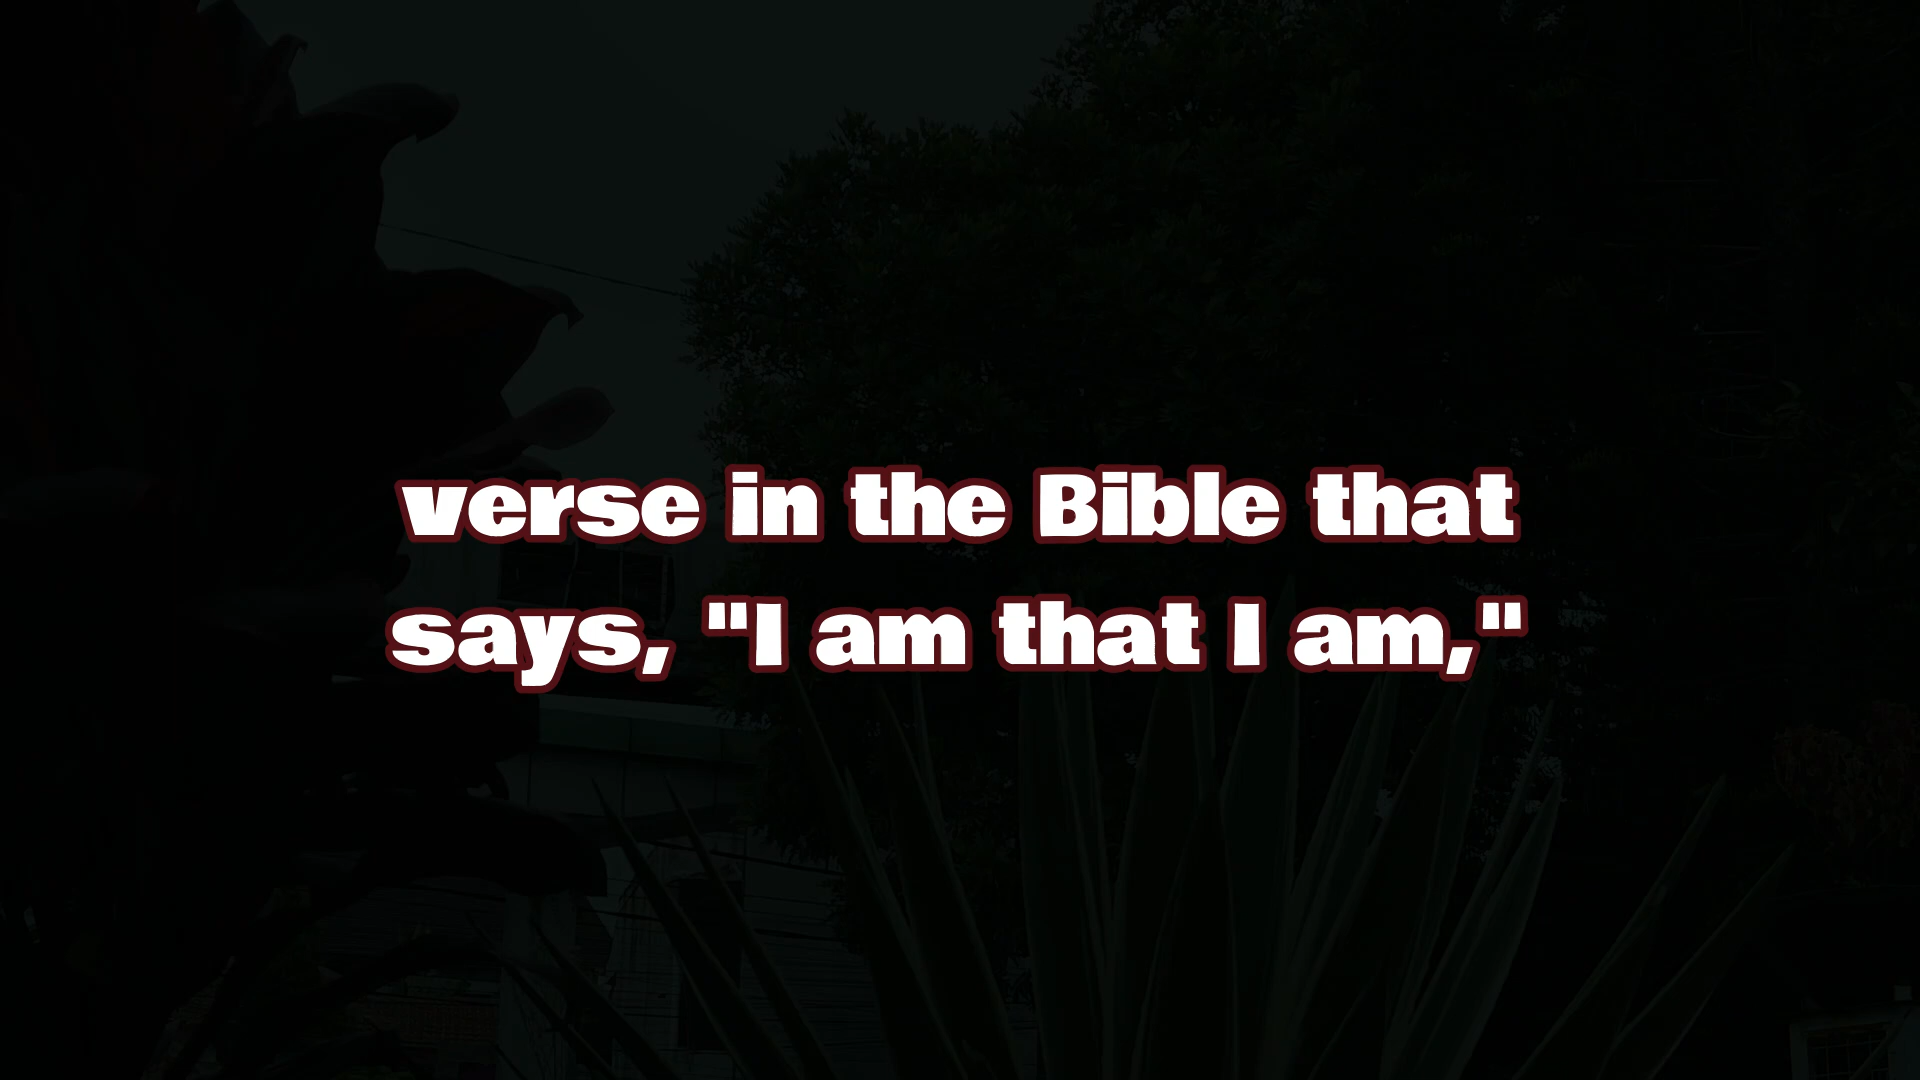 verse in the Bible that
says, "I am that I am,"